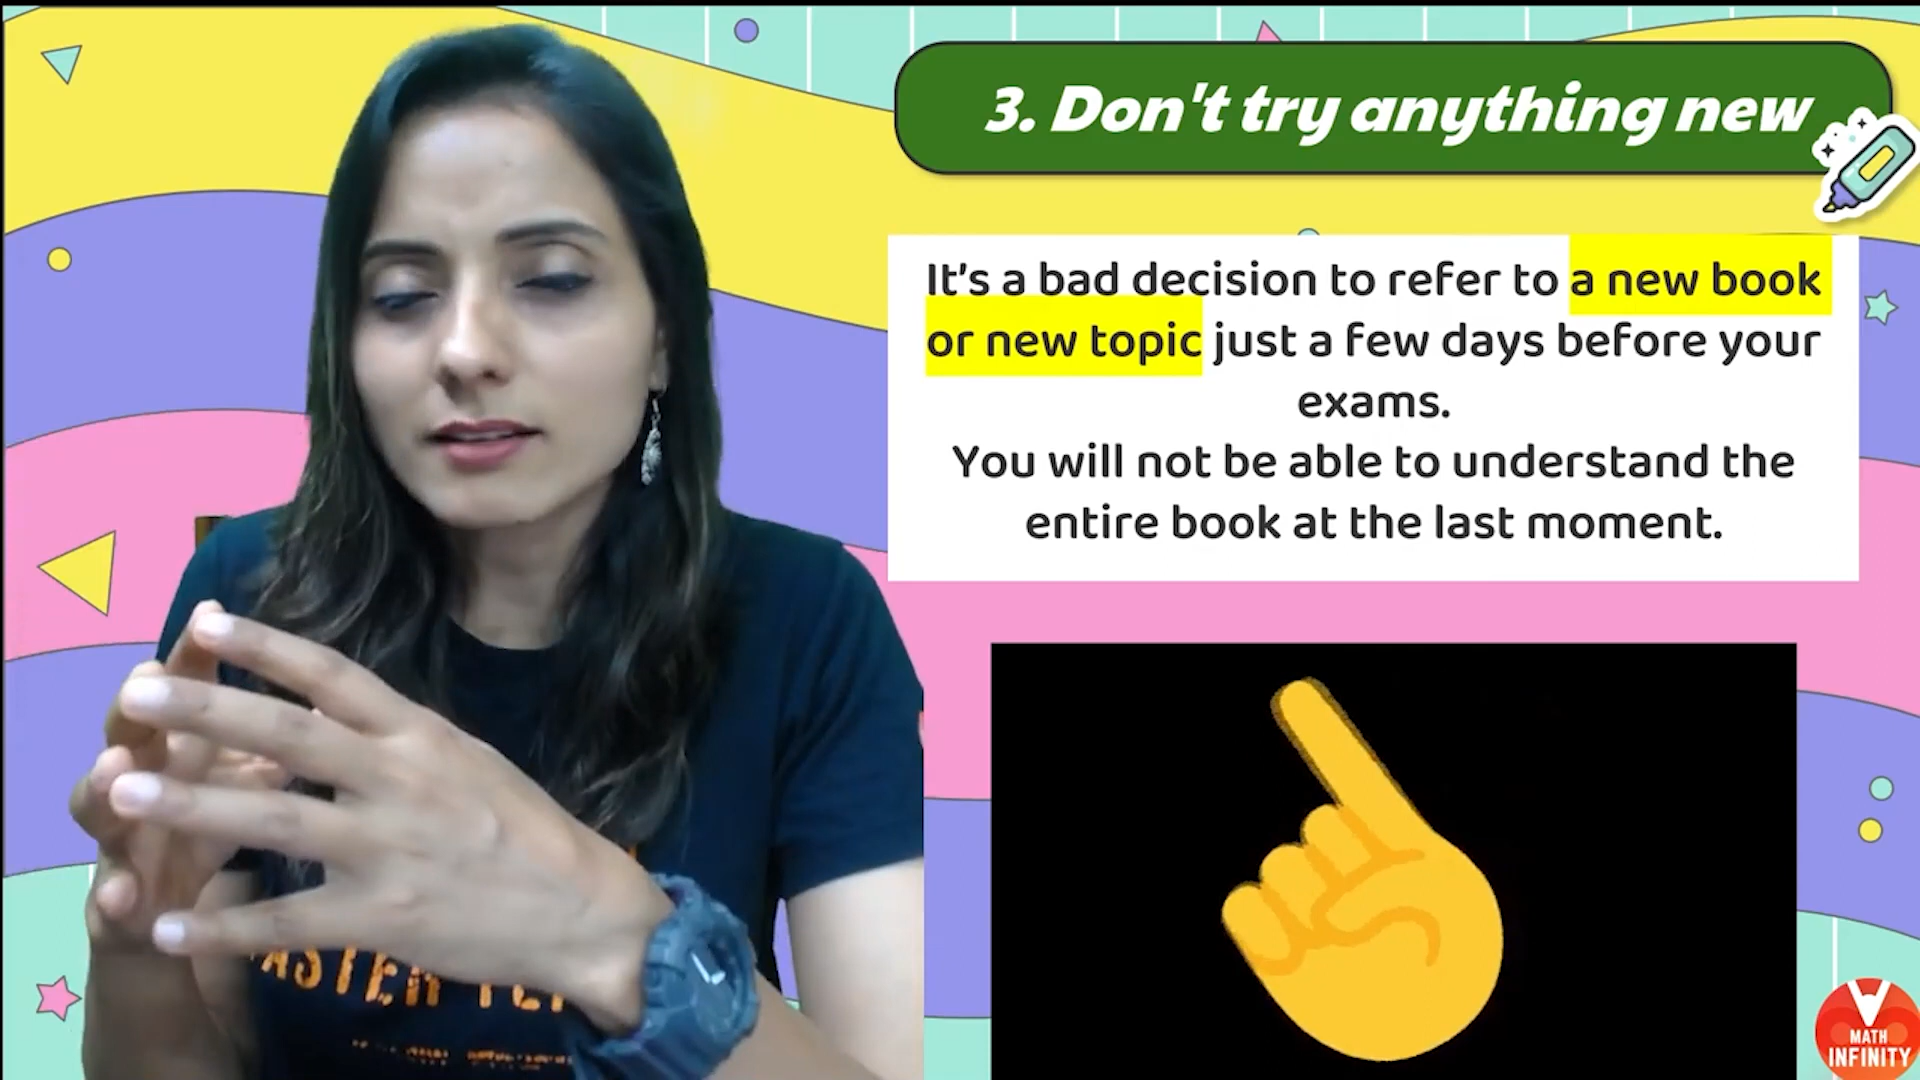 3. Don't try anything new
It's a bad decision to refer to a new book
or new topic just a few days before your
exams.
You will not be able to understand the
entire book at the last moment.
MATH
INFINITY